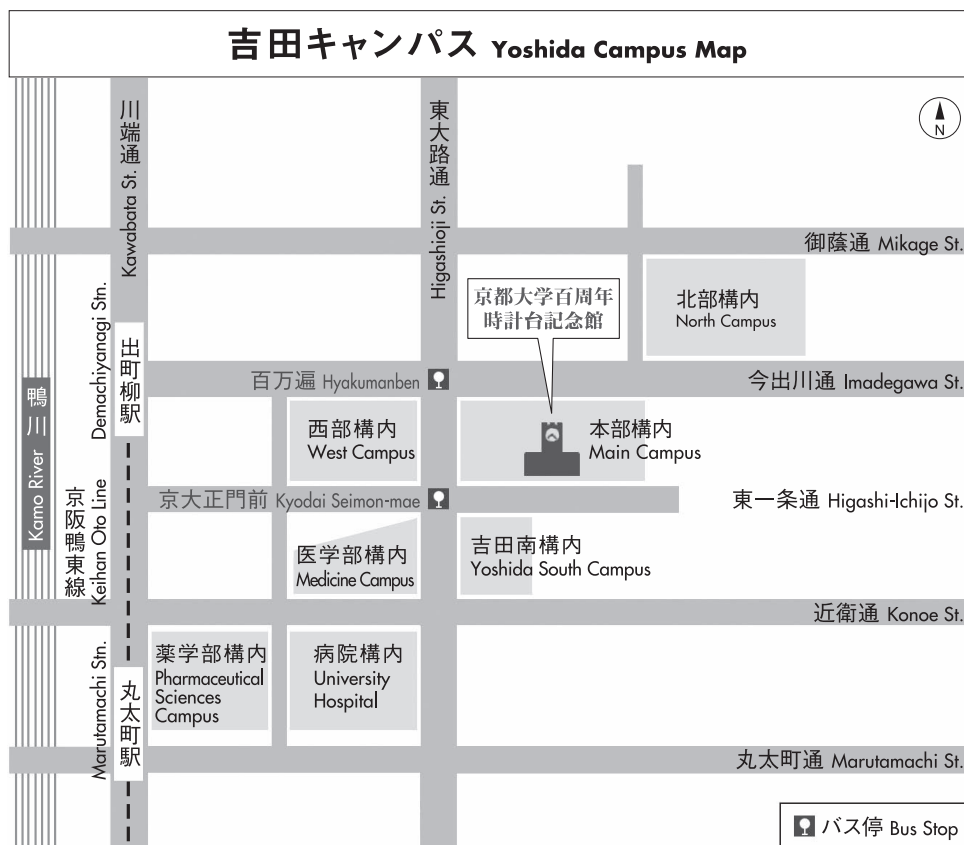 吉田キャンパス Yoshida Campus Map
川端通
Kawabata St.
東大路通
Higashioji St.
N
御蔭通 Mikage St.
京都大学百周年
時計台記念館
北部構内
North Campus
出町柳駅
Demachiyanagi Stn.
百万遍 Hyakumanben
今出川通 Imadegawa St.
鴨川
Kamo River
西部構内
West Campus
本部構内
Main Campus
京大正門前 Kyodai Seimon-mae
東一条通 Higashi-Ichijo St.
京阪鴨東線
Keihan Oto Line
医学部構内
Medicine Campus
吉田南構内
Yoshida South Campus
近衛通 Konoe St.
薬学部構内
Pharmaceutical
Sciences
Campus
病院構内
University
Hospital
丸太町駅
Marutamachi Stn.
丸太町通 Marutamachi St.
バス停 Bus Stop